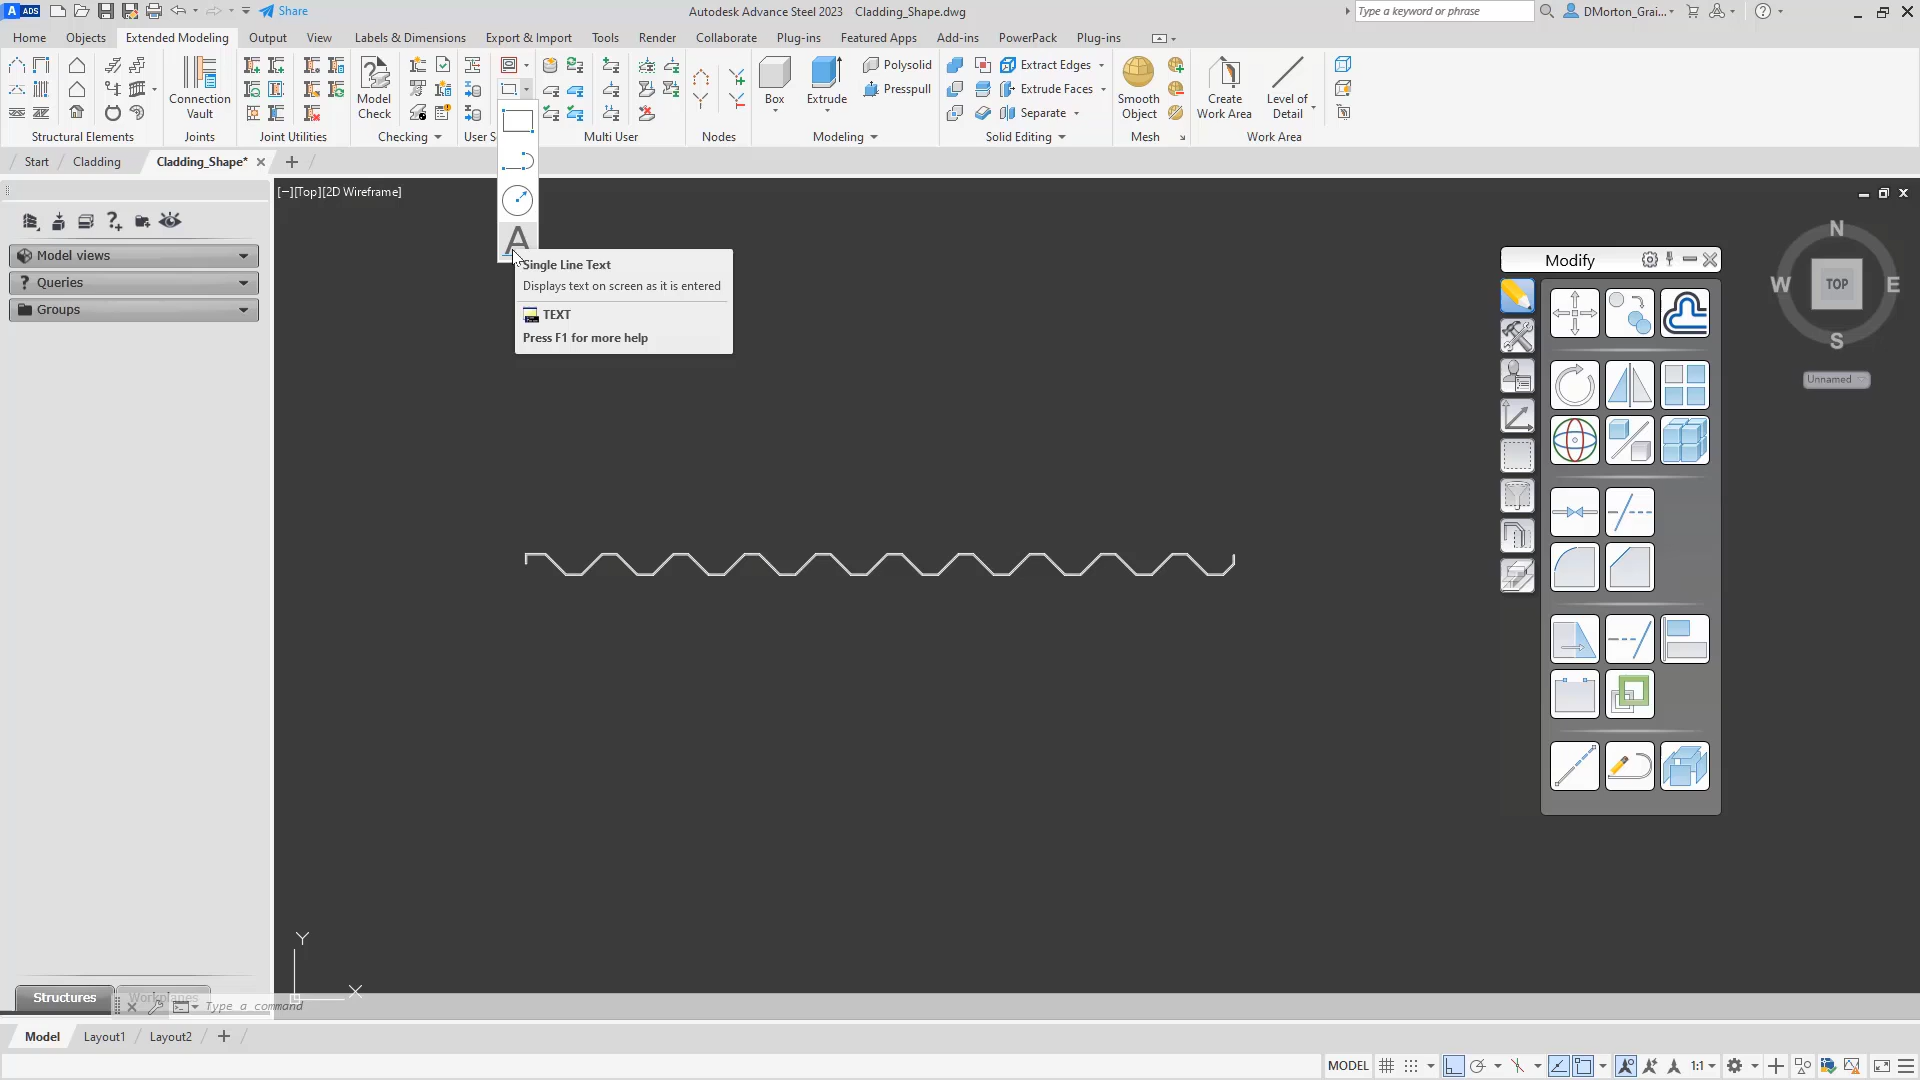 A ADS Share Autodesk Advance Steel 2023 Cladding_Shape.dwg Type a keyword or phrase DMorton_Grai...
Home Objects Extended Modeling Output View Labels & Dimensions Export & Import Tools Render Collaborate Plug-ins Featured Apps Add-ins PowerPack Plug-ins
Polysolid Extract Edges
Presspull Extrude Faces
Separate
Connection
Vault
Model
Check
Box
Extrude
Smooth
Object
Create
Work Area
Level of
Detail
Structural Elements Joints Joint Utilities Checking User S Multi User Nodes Modeling Solid Editing Mesh Work Area
Start Cladding Cladding_Shape*
[−][Top][2D Wireframe]
Model views
Queries
Groups
A
Single Line Text
Displays text on screen as it is entered
TEXT
Press F1 for more help
Modify
N
W TOP E
S
Unnamed
Y
X
Structures Workplanes Type a command
Model Layout1 Layout2
MODEL 1:1